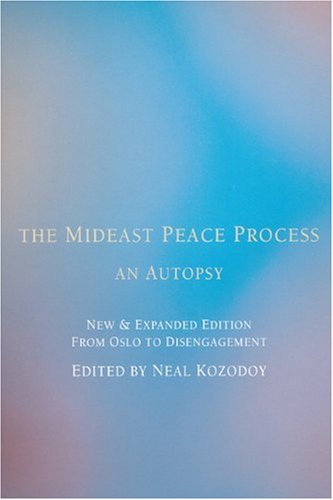 THE MIDEAST PEACE PROCESS
AN AUTOPSY
NEW & EXPANDED EDITION
FROM OSLO TO DISENGAGEMENT
EDITED BY NEAL KOZODOY